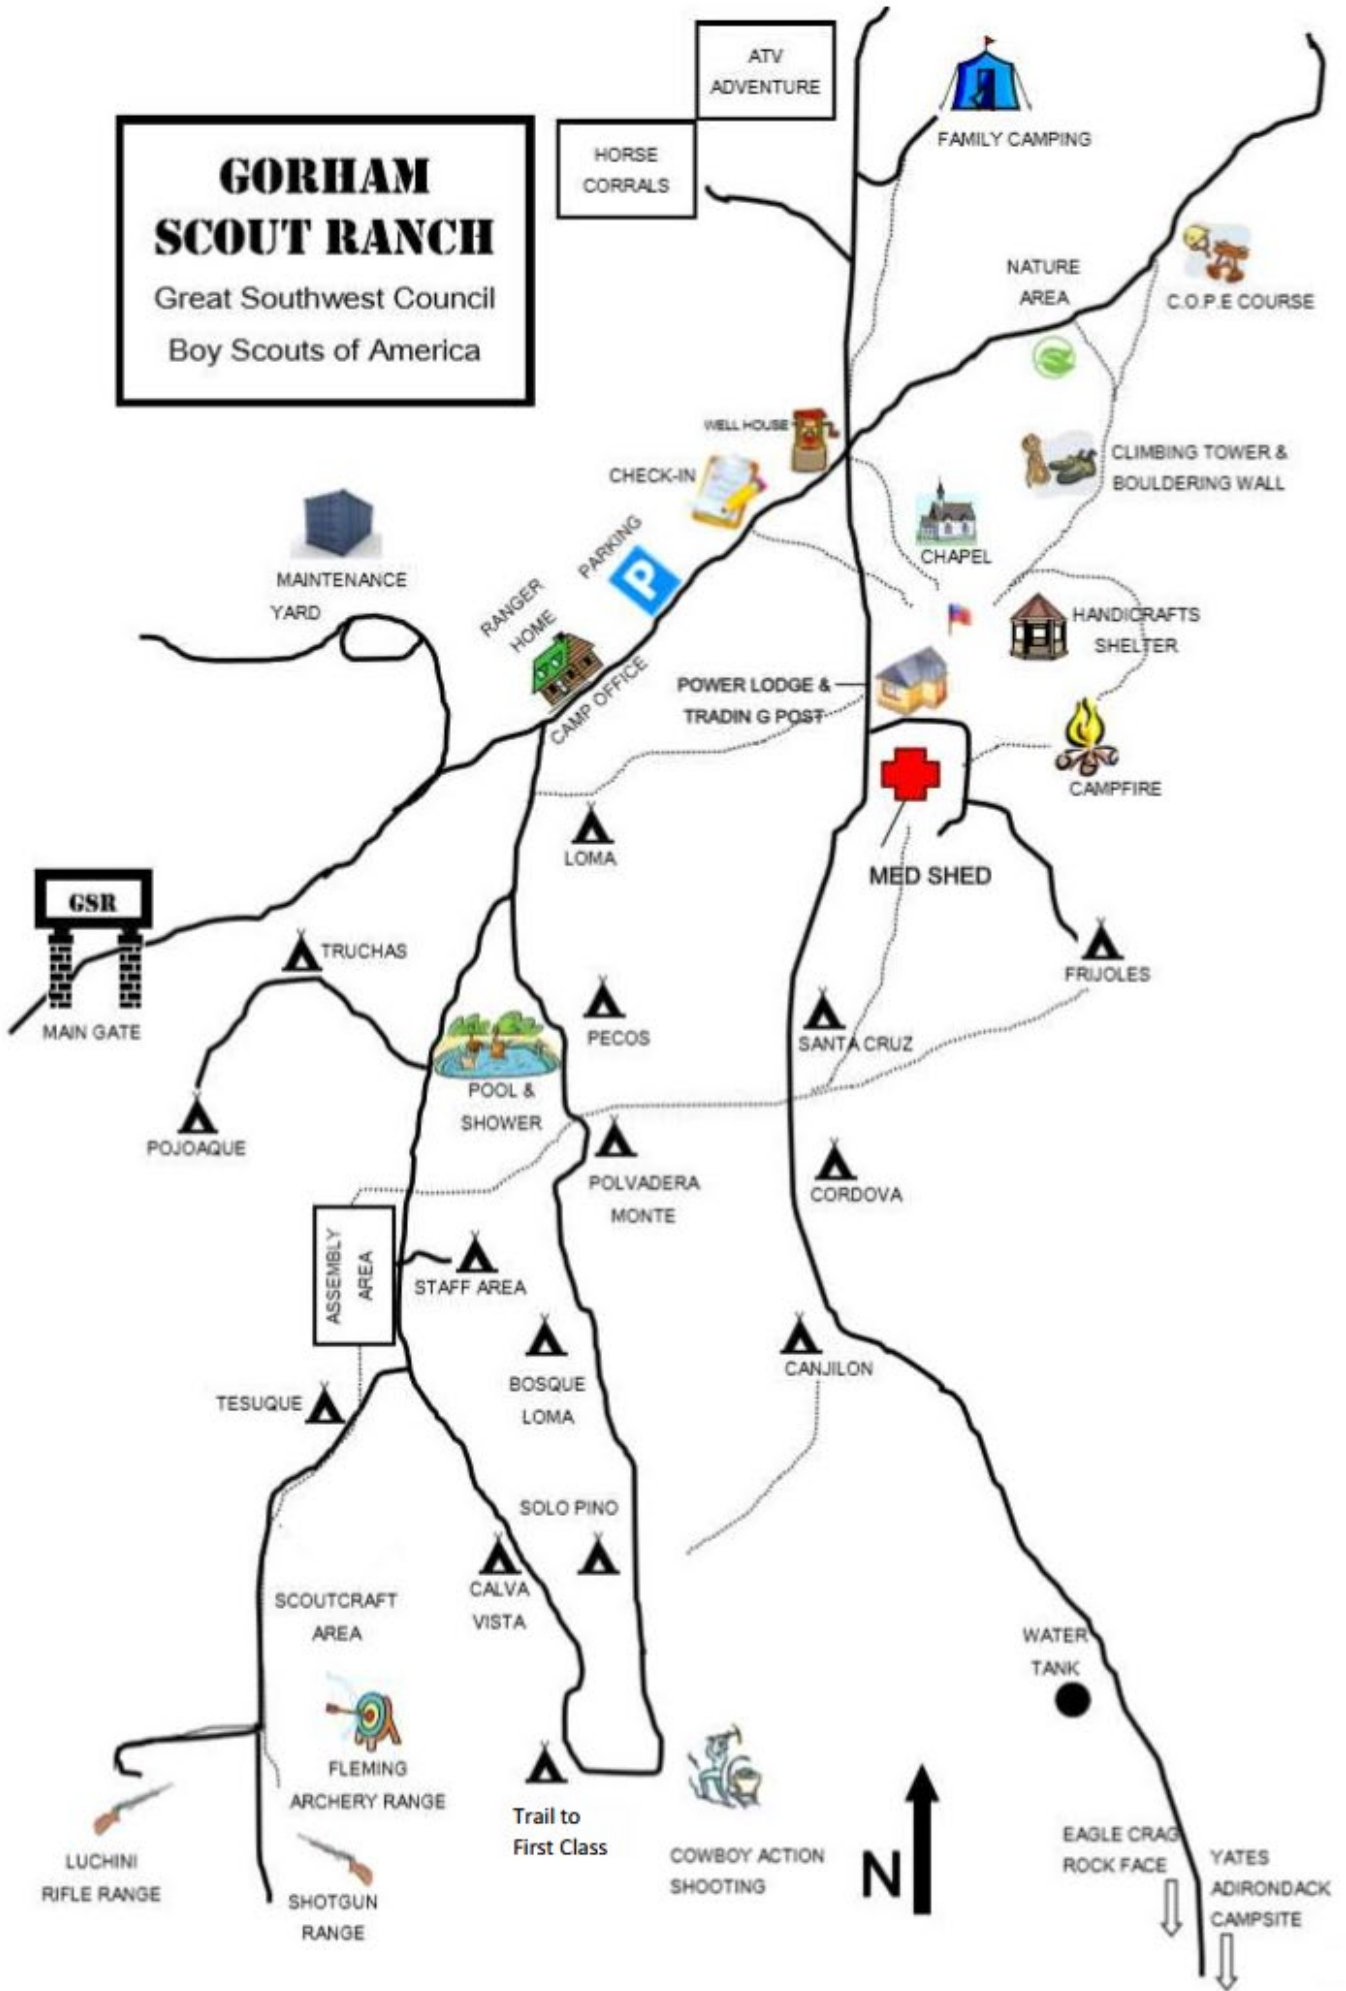 ATV
ADVENTURE
FAMILY CAMPING
HORSE
CORRALS
GORHAM
SCOUT RANCH
Great Southwest Council
Boy Scouts of America
NATURE
AREA
C.O.P.E COURSE
WELL HOUSE
CHECK-IN
CLIMBING TOWER &
BOULDERING WALL
PARKING
P
CHAPEL
MAINTENANCE
YARD
RANGER
HOME
CAMP OFFICE
HANDICRAFTS
SHELTER
POWER LODGE &
TRADIN G POST
CAMPFIRE
LOMA
MED SHED
GSR
MAIN GATE
TRUCHAS
FRIJOLES
PECOS
SANTA CRUZ
POOL &
SHOWER
POJOAQUE
POLVADERA
MONTE
CORDOVA
ASSEMBLY
AREA
STAFF AREA
CANJILON
BOSQUE
LOMA
TESUQUE
SOLO PINO
CALVA
VISTA
SCOUTCRAFT
AREA
WATER
TANK
FLEMING
ARCHERY RANGE
Trail to
First Class
LUCHINI
RIFLE RANGE
SHOTGUN
RANGE
COWBOY ACTION
SHOOTING
N
EAGLE CRAG
ROCK FACE
YATES
ADIRONDACK
CAMPSITE